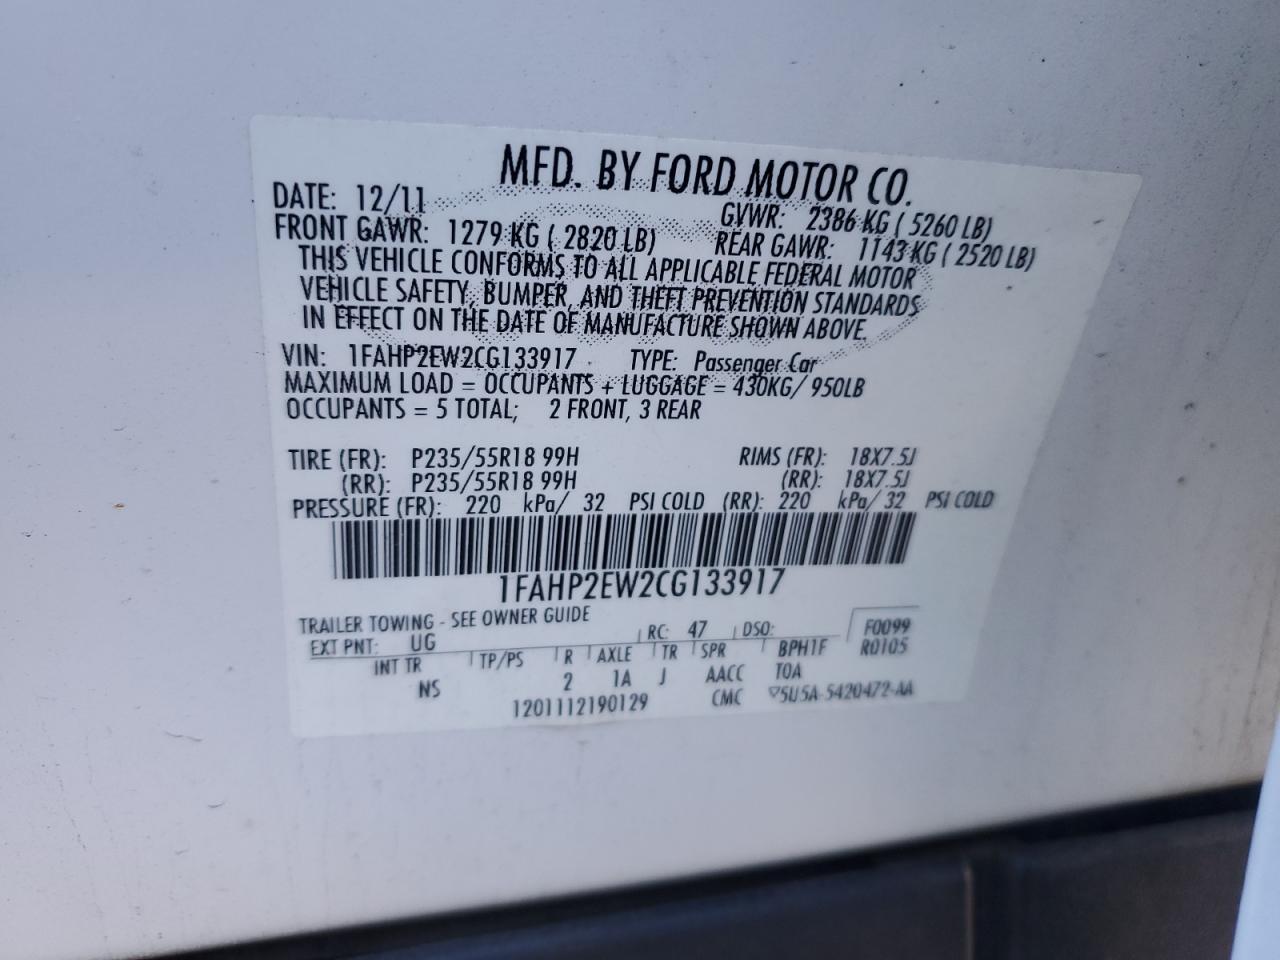 MFD. BY FORD MOTOR CO.
DATE: 12/11 GVWR: 2386 KG ( 5260 LB)
FRONT GAWR: 1279 KG ( 2820 LB) REAR GAWR: 1143 KG ( 2520 LB)
THIS VEHICLE CONFORMS TO ALL APPLICABLE FEDERAL MOTOR
VEHICLE SAFETY, BUMPER, AND THEFT PREVENTION STANDARDS
IN EFFECT ON THE DATE OF MANUFACTURE SHOWN ABOVE.
VIN: 1FAHP2EW2CG133917 TYPE: Passenger Car
MAXIMUM LOAD = OCCUPANTS + LUGGAGE = 430KG/ 950LB
OCCUPANTS = 5 TOTAL; 2 FRONT, 3 REAR
TIRE (FR): P235/55R18 99H RIMS (FR): 18X7.5J
(RR): P235/55R18 99H (RR): 18X7.5J
PRESSURE (FR): 220 kPa/ 32 PSI COLD (RR): 220 kPa/ 32 PSI COLD
1FAHP2EW2CG133917
TRAILER TOWING - SEE OWNER GUIDE
EXT PNT: UG RC: 47 DSO: F0099
INT TR TP/PS R AXLE TR SPR BPH1F R0105
NS 2 1A J AACC TOA
1201112190129 CMC ▽5U5A-5420472-AA